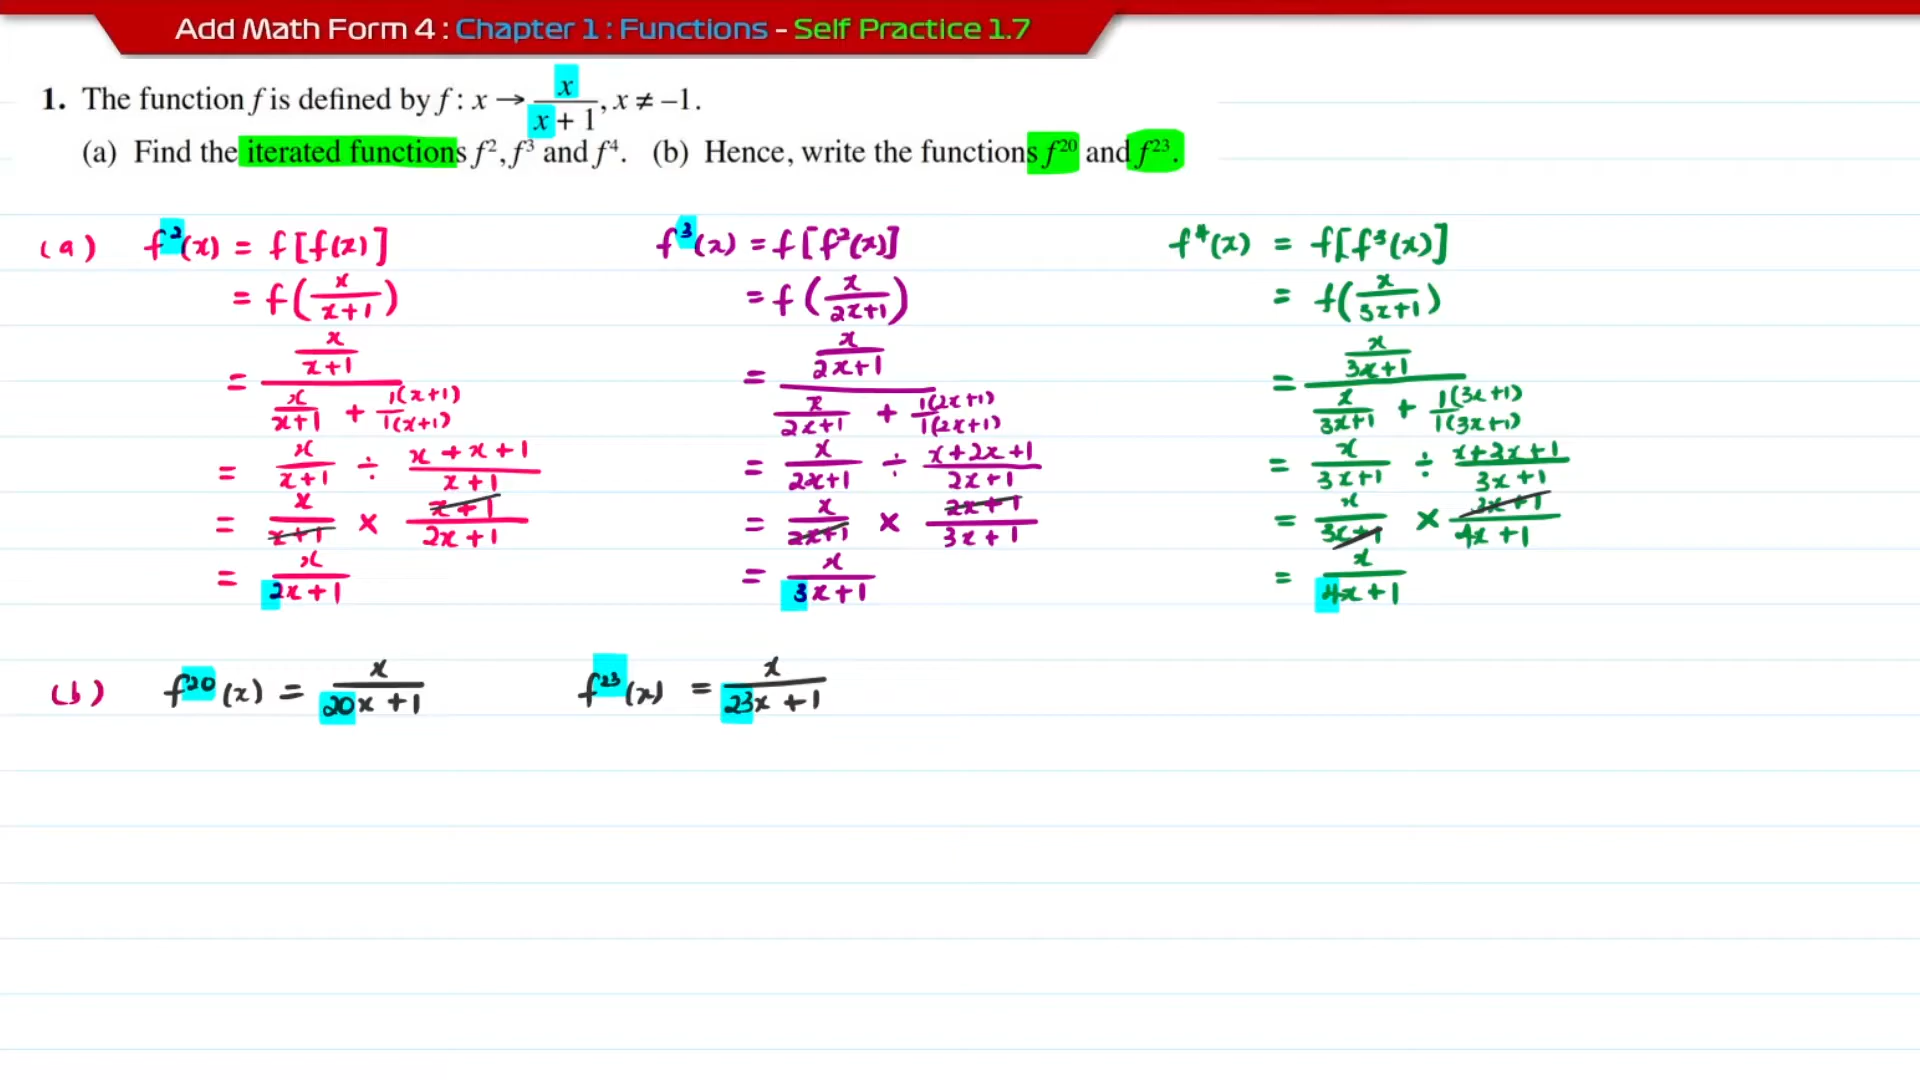 Add Math Form 4 : Chapter 1 : Functions - Self Practice 1.7
1. The function f is defined by f : x → x/(x + 1), x ≠ –1.
(a) Find the iterated functions f², f³ and f⁴. (b) Hence, write the functions f²⁰ and f²³.
(a) f²(x) = f[f(x)]
= f(x/(x+1))
= (x/(x+1)) / (x/(x+1) + 1(x+1)/1(x+1))
= x/(x+1) ÷ (x + x + 1)/(x+1)
= x/(x+1) × (x+1)/(2x+1)
= x/(2x+1)
f³(x) = f[f²(x)]
= f(x/(2x+1))
= (x/(2x+1)) / (x/(2x+1) + 1(2x+1)/1(2x+1))
= x/(2x+1) ÷ (x+2x+1)/(2x+1)
= x/(2x+1) × (2x+1)/(3x+1)
= x/(3x+1)
f⁴(x) = f[f³(x)]
= f(x/(3x+1))
= (x/(3x+1)) / (x/(3x+1) + 1(3x+1)/1(3x+1))
= x/(3x+1) ÷ (x+3x+1)/(3x+1)
= x/(3x+1) × (3x+1)/(4x+1)
= x/(4x+1)
(b) f²⁰(x) = x/(20x+1) f²³(x) = x/(23x+1)